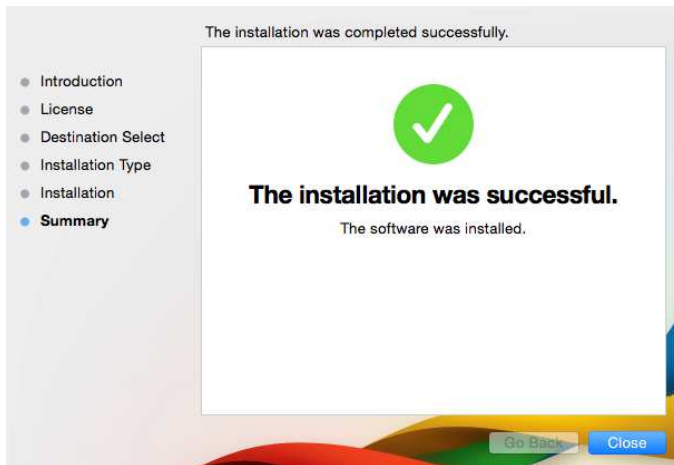 The installation was completed successfully.
Introduction
License
Destination Select
Installation Type
Installation
Summary
The installation was successful.
The software was installed.
Go Back
Close